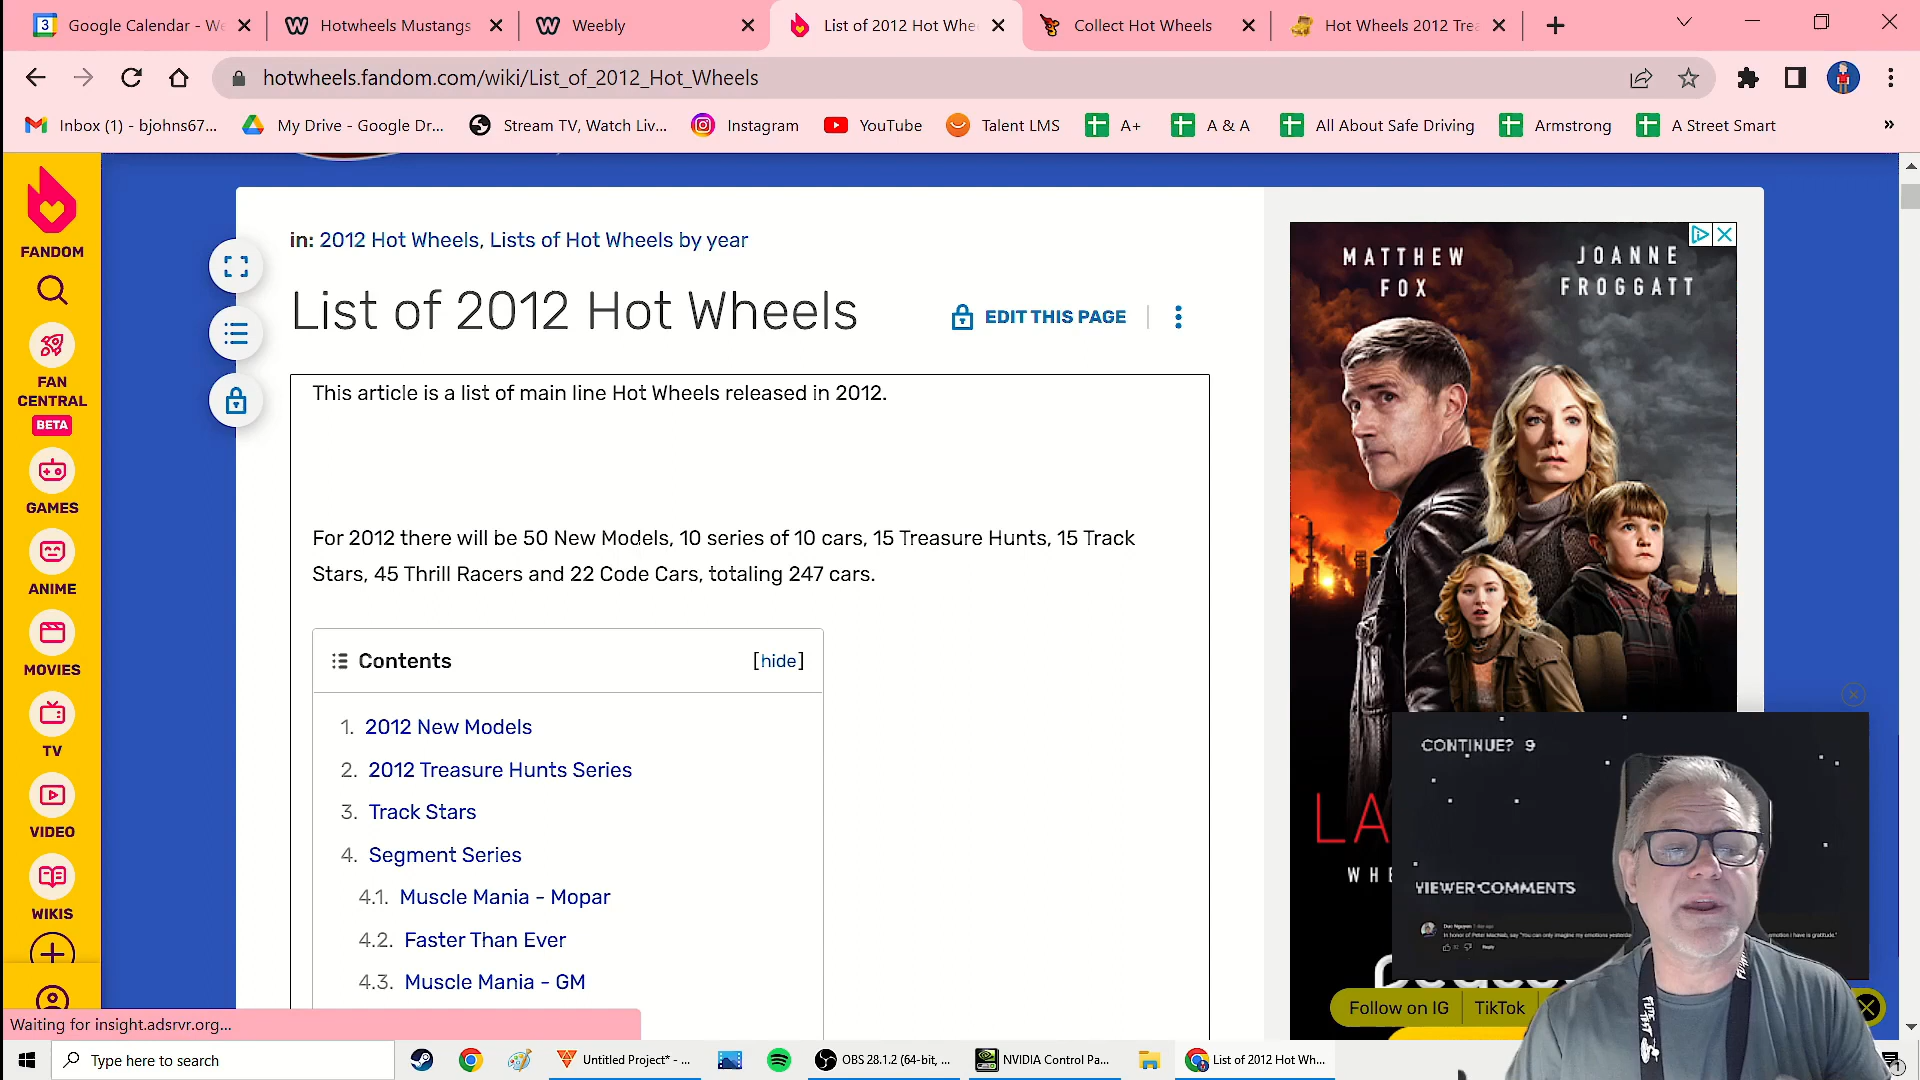 Google Calendar - We
Hotwheels Mustangs
Weebly
List of 2012 Hot Whe
Collect Hot Wheels
Hot Wheels 2012 Trea
hotwheels.fandom.com/wiki/List_of_2012_Hot_Wheels
Inbox (1) - bjohns67...
My Drive - Google Dr...
Stream TV, Watch Liv...
Instagram
YouTube
Talent LMS
A+
A & A
All About Safe Driving
Armstrong
A Street Smart
»
FANDOM
FAN CENTRAL
BETA
GAMES
ANIME
MOVIES
TV
VIDEO
WIKIS
in: 2012 Hot Wheels, Lists of Hot Wheels by year
List of 2012 Hot Wheels
EDIT THIS PAGE
This article is a list of main line Hot Wheels released in 2012.
For 2012 there will be 50 New Models, 10 series of 10 cars, 15 Treasure Hunts, 15 Track
Stars, 45 Thrill Racers and 22 Code Cars, totaling 247 cars.
Contents [hide]
1. 2012 New Models
2. 2012 Treasure Hunts Series
3. Track Stars
4. Segment Series
4.1. Muscle Mania - Mopar
4.2. Faster Than Ever
4.3. Muscle Mania - GM
MATTHEW FOX
JOANNE FROGGATT
LA
WHE
CONTINUE? 9
VIEWER COMMENTS
Follow on IG
TikTok
Waiting for insight.adsrvr.org...
Type here to search
Untitled Project* - ...
OBS 28.1.2 (64-bit, ...
NVIDIA Control Pa...
List of 2012 Hot Wh...